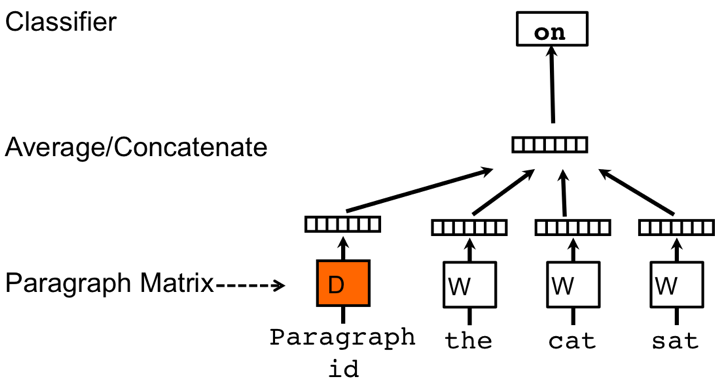 Classifier
on
Average/Concatenate
Paragraph Matrix
D
W
W
W
Paragraph
id
the
cat
sat